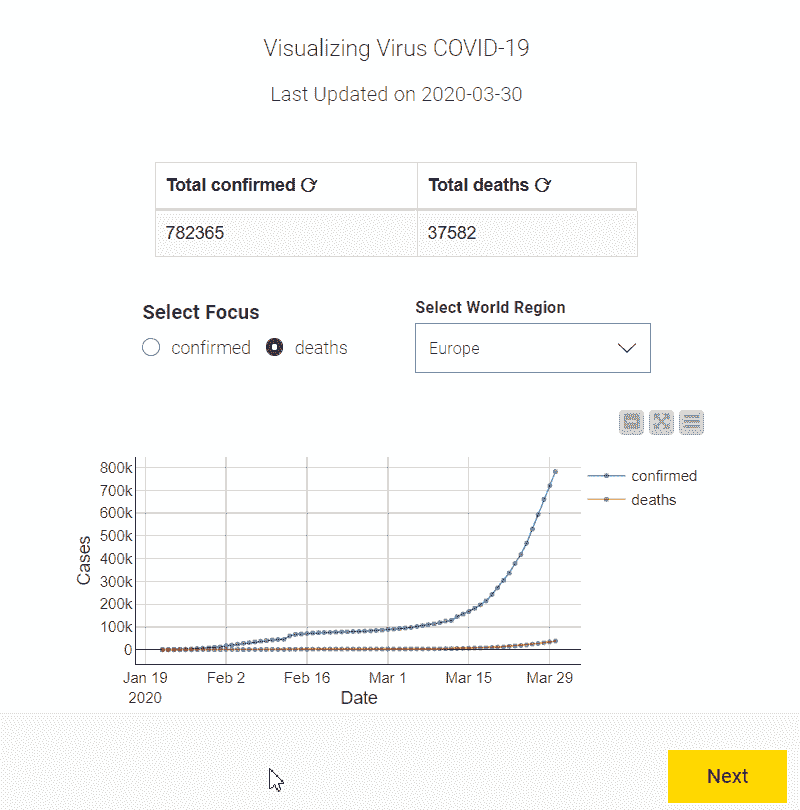 Visualizing Virus COVID-19
Last Updated on 2020-03-30
Total confirmed Total deaths
782365 37582
Select Focus
confirmed deaths
Select World Region
Europe
800k
700k
600k
500k
400k
300k
200k
100k
0
Cases
Jan 19 Feb 2 Feb 16 Mar 1 Mar 15 Mar 29
2020
Date
confirmed
deaths
Next